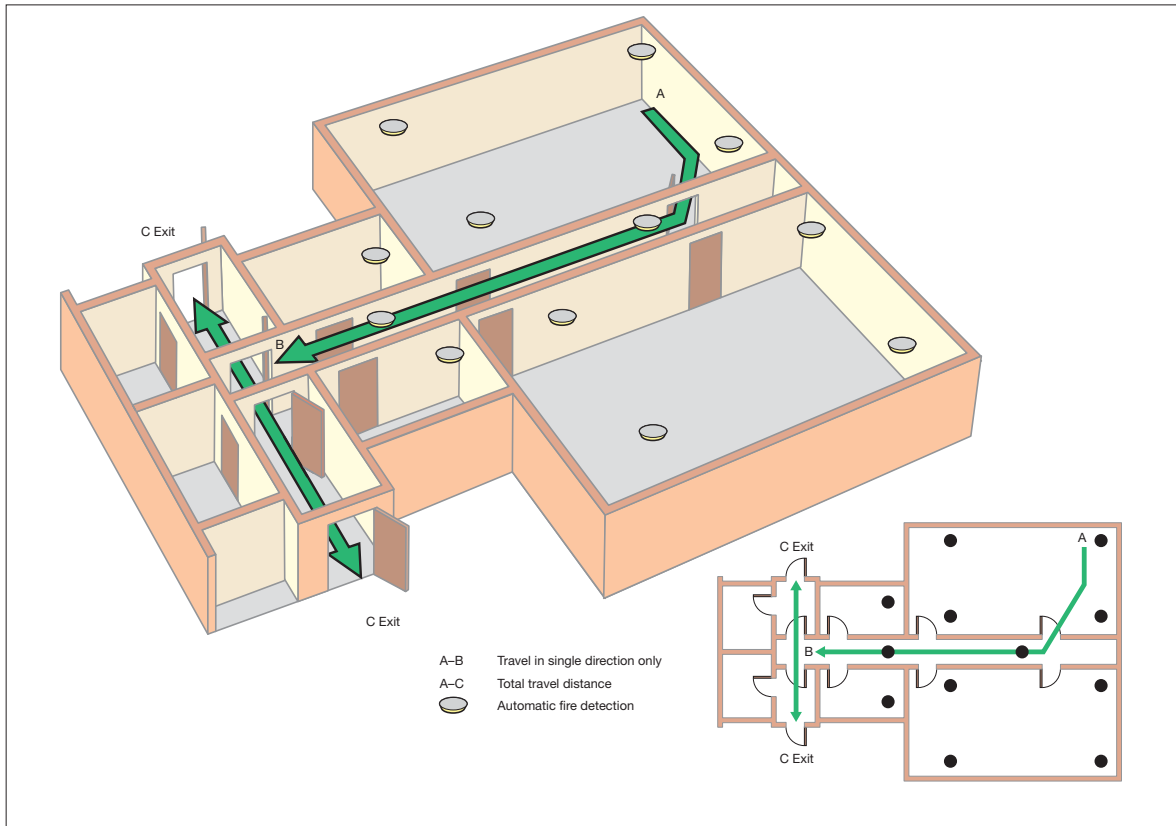 A
C Exit
B
C Exit
A–B Travel in single direction only
A–C Total travel distance
Automatic fire detection
C Exit
A
B
C Exit